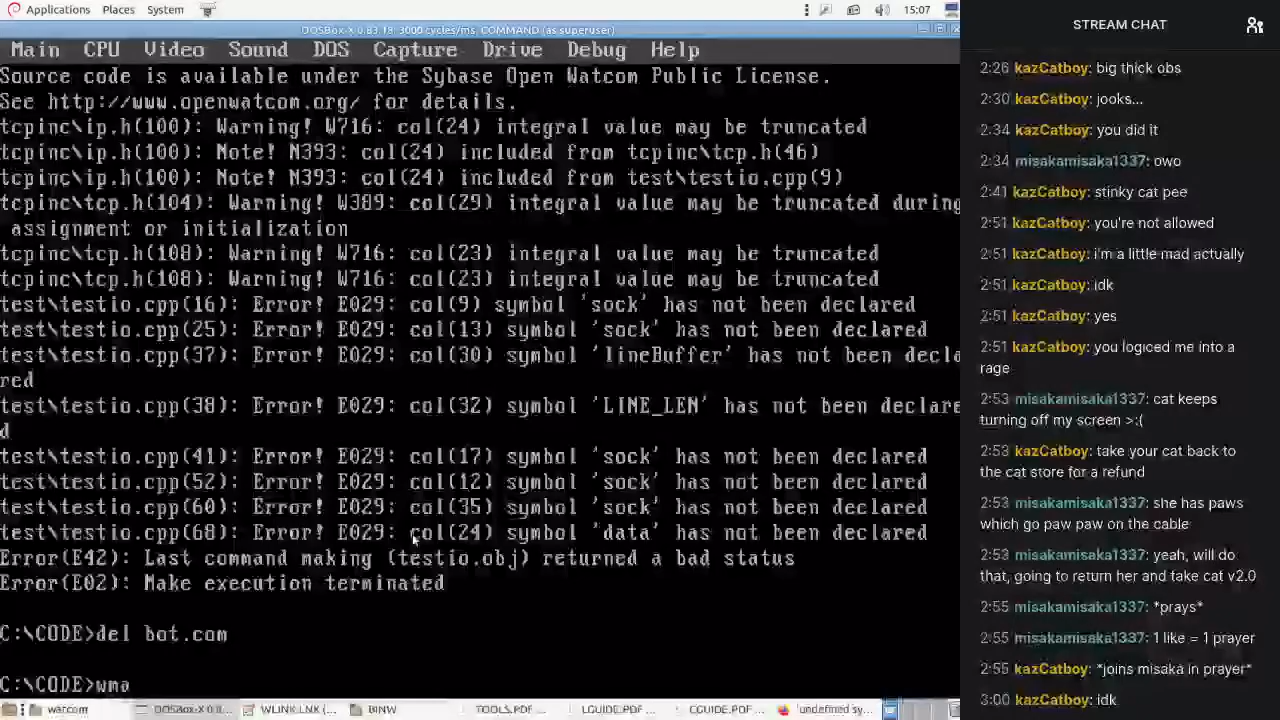 Applications Places System 15:07
DOSBox-X 0.83.18: 3000 cycles/ms, COMMAND (as superuser)
Main CPU Video Sound DOS Capture Drive Debug Help
Source code is available under the Sybase Open Watcom Public License.
See http://www.openwatcom.org/ for details.
tcpinc\ip.h(100): Warning! W716: col(24) integral value may be truncated
tcpinc\ip.h(100): Note! N393: col(24) included from tcpinc\tcp.h(46)
tcpinc\ip.h(100): Note! N393: col(24) included from test\testio.cpp(9)
tcpinc\tcp.h(104): Warning! W389: col(29) integral value may be truncated during
 assignment or initialization
tcpinc\tcp.h(108): Warning! W716: col(23) integral value may be truncated
tcpinc\tcp.h(108): Warning! W716: col(23) integral value may be truncated
test\testio.cpp(16): Error! E029: col(9) symbol 'sock' has not been declared
test\testio.cpp(25): Error! E029: col(13) symbol 'sock' has not been declared
test\testio.cpp(37): Error! E029: col(30) symbol 'lineBuffer' has not been decla
red
test\testio.cpp(38): Error! E029: col(32) symbol 'LINE_LEN' has not been declare
d
test\testio.cpp(41): Error! E029: col(17) symbol 'sock' has not been declared
test\testio.cpp(52): Error! E029: col(12) symbol 'sock' has not been declared
test\testio.cpp(60): Error! E029: col(35) symbol 'sock' has not been declared
test\testio.cpp(68): Error! E029: col(24) symbol 'data' has not been declared
Error(E42): Last command making (testio.obj) returned a bad status
Error(E02): Make execution terminated
C:\CODE>del bot.com
C:\CODE>wma
watcom DOSBox-X 0.8... WLINK.LNK (... BINW TOOLS.PDF ... LGUIDE.PDF ... CGUIDE.PDF ... "undefined sy...
STREAM CHAT
2:26 kazCatboy: big thick obs
2:30 kazCatboy: jooks...
2:34 kazCatboy: you did it
2:34 misakamisaka1337: owo
2:41 kazCatboy: stinky cat pee
2:51 kazCatboy: you're not allowed
2:51 kazCatboy: i'm a little mad actually
2:51 kazCatboy: idk
2:51 kazCatboy: yes
2:51 kazCatboy: you logiced me into a
rage
2:53 misakamisaka1337: cat keeps
turning off my screen >:(
2:53 kazCatboy: take your cat back to
the cat store for a refund
2:53 misakamisaka1337: she has paws
which go paw paw on the cable
2:53 misakamisaka1337: yeah, will do
that, going to return her and take cat v2.0
2:55 misakamisaka1337: *prays*
2:55 misakamisaka1337: 1 like = 1 prayer
2:55 kazCatboy: *joins misaka in prayer*
3:00 kazCatboy: idk